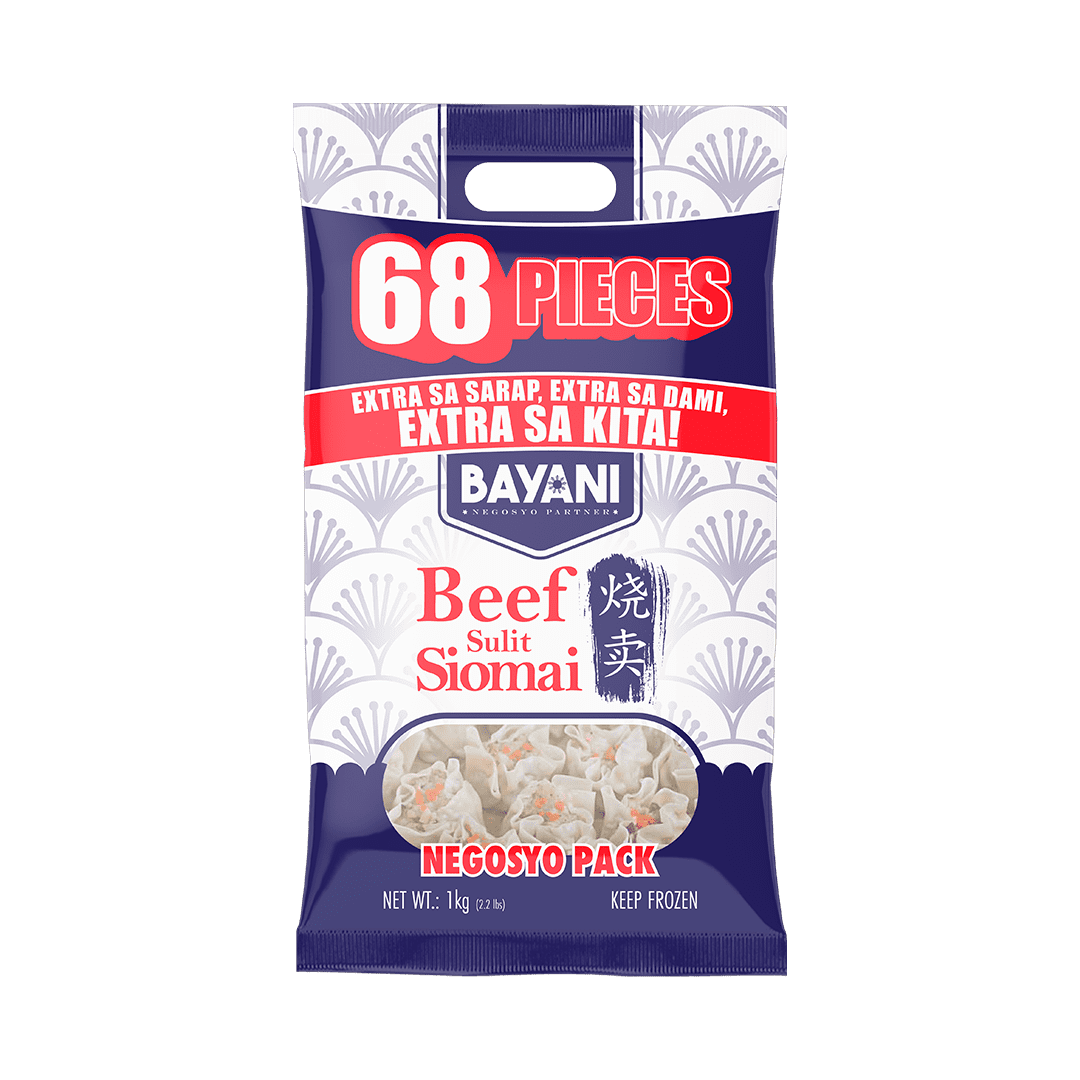 68 PIECES
EXTRA SA SARAP, EXTRA SA DAMI,
EXTRA SA KITA!
BAYANI
*NEGOSYO PARTNER*
Beef
Sulit
Siomai
烧
卖
NEGOSYO PACK
NET WT.: 1kg (2.2 lbs)
KEEP FROZEN